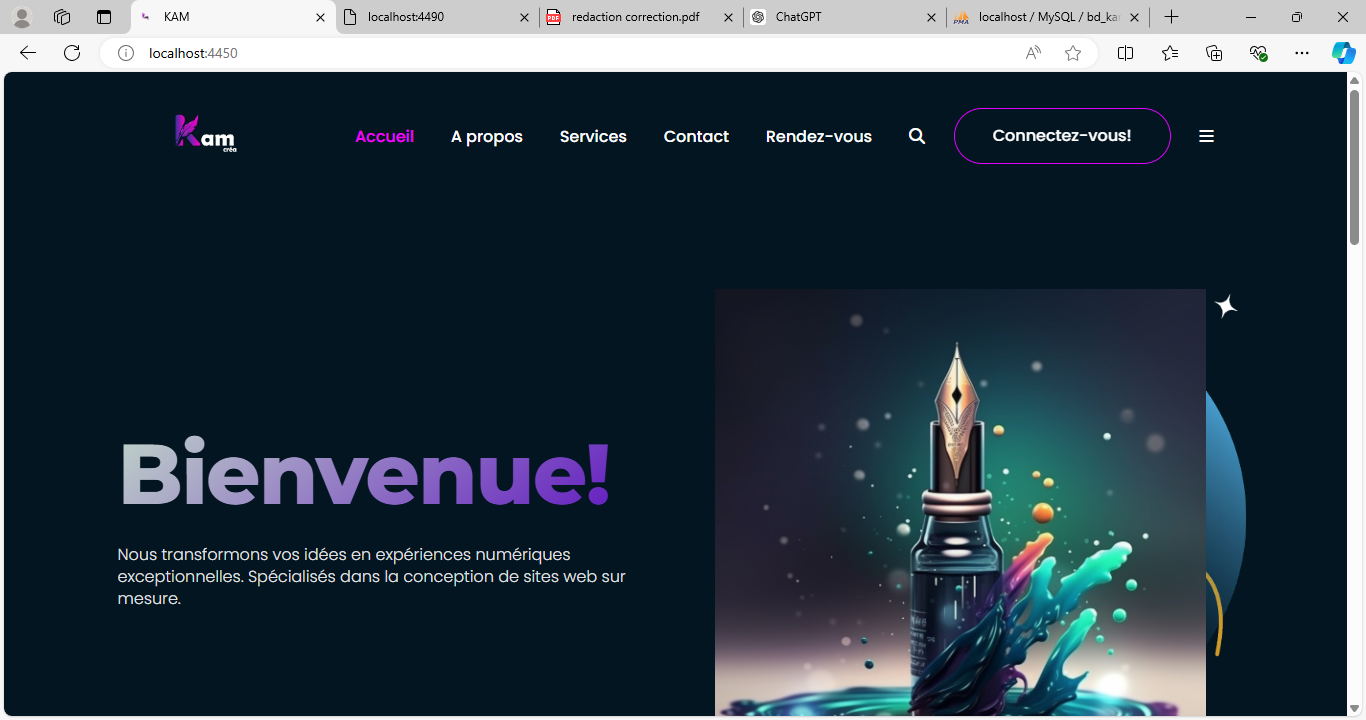 KAM
localhost:4490
redaction correction.pdf
ChatGPT
localhost / MySQL / bd_ka
localhost:4450
Kam
créa
Accueil
A propos
Services
Contact
Rendez-vous
Connectez-vous!
Bienvenue!
Nous transformons vos idées en expériences numériques
exceptionnelles. Spécialisés dans la conception de sites web sur
mesure.